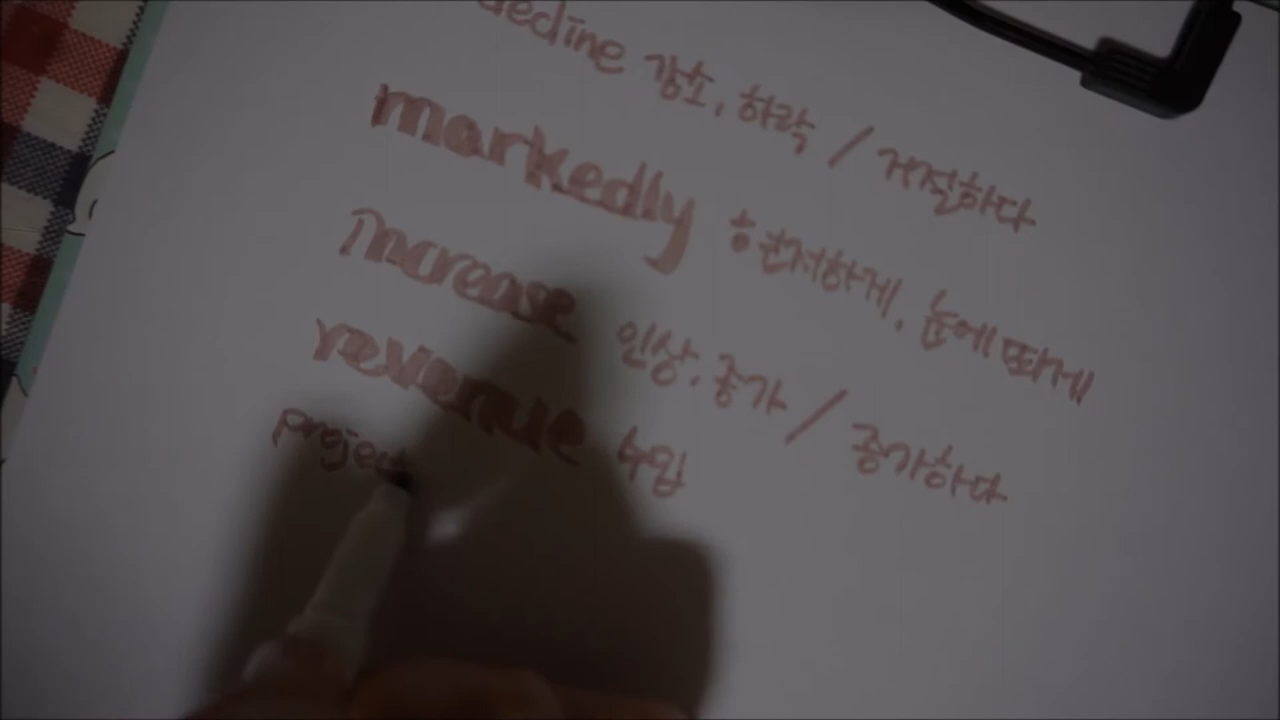 decline 감소, 하락 / 거절하다
markedly 현저하게, 눈에 띄게
increase 인상, 증가 / 증가하다
revenue 수입
project